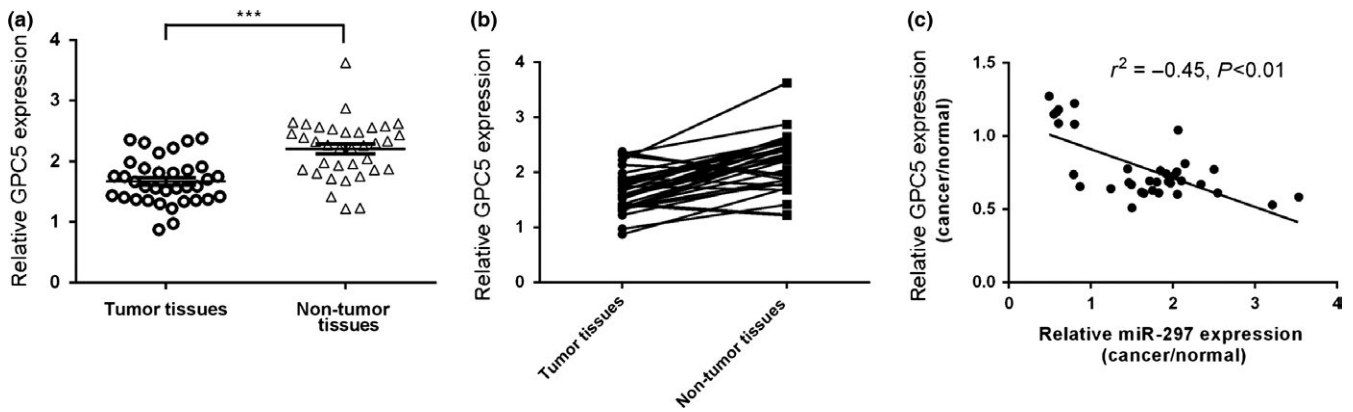 (a)
***
Relative GPC5 expression
4
3
2
1
0
Tumor tissues
Non-tumor
tissues
(b)
Relative GPC5 expression
4
3
2
1
0
Tumor tissues
Non-tumor tissues
(c)
r² = –0.45, P<0.01
Relative GPC5 expression
(cancer/normal)
1.5
1.0
0.5
0.0
0
1
2
3
4
Relative miR-297 expression
(cancer/normal)